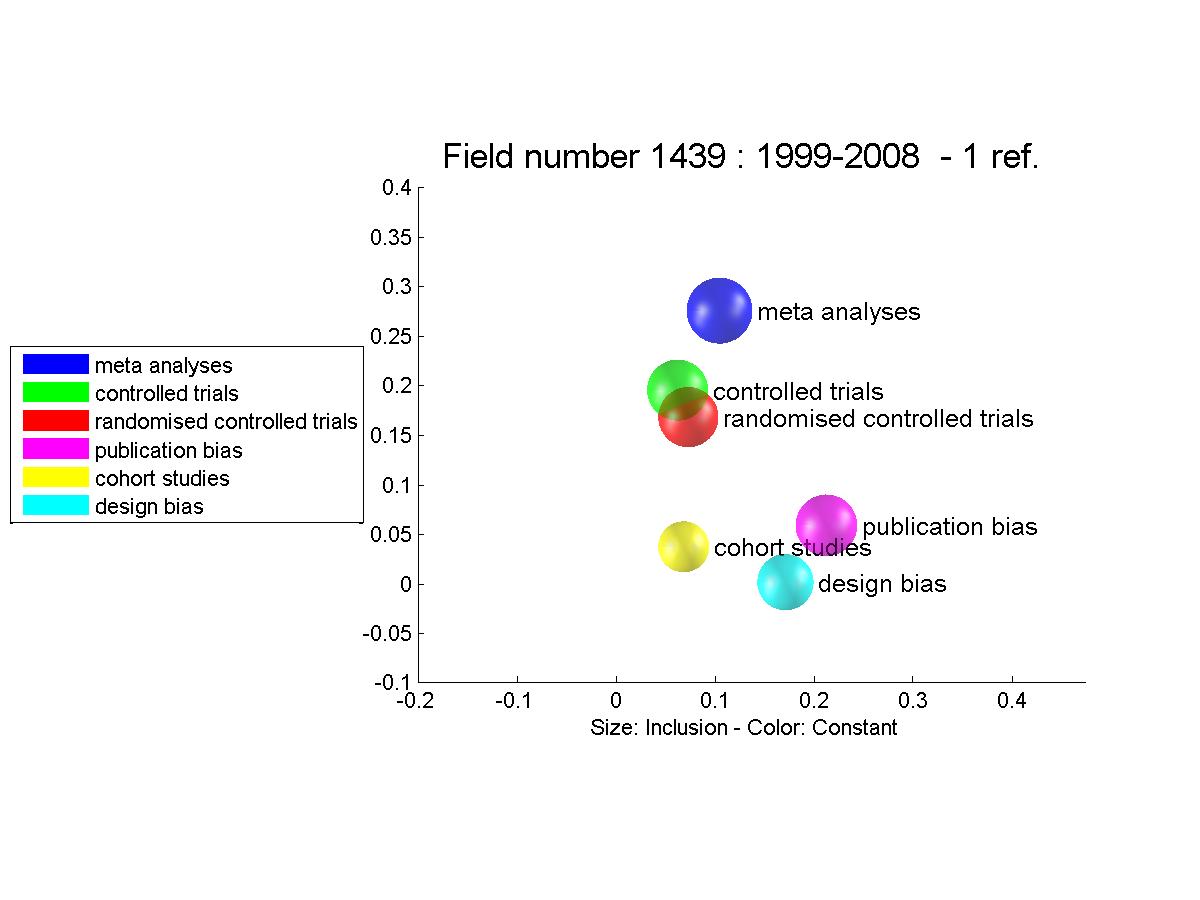 Field number 1439 : 1999-2008  - 1 ref.
0.4
0.35
0.3
0.25
0.2
0.15
0.1
0.05
0
-0.05
-0.1
meta analyses
controlled trials
randomised controlled trials
publication bias
cohort studies
design bias
meta analyses
controlled trials
randomised controlled trials
publication bias
cohort studies
design bias
-0.2 -0.1 0 0.1 0.2 0.3 0.4
Size: Inclusion - Color: Constant